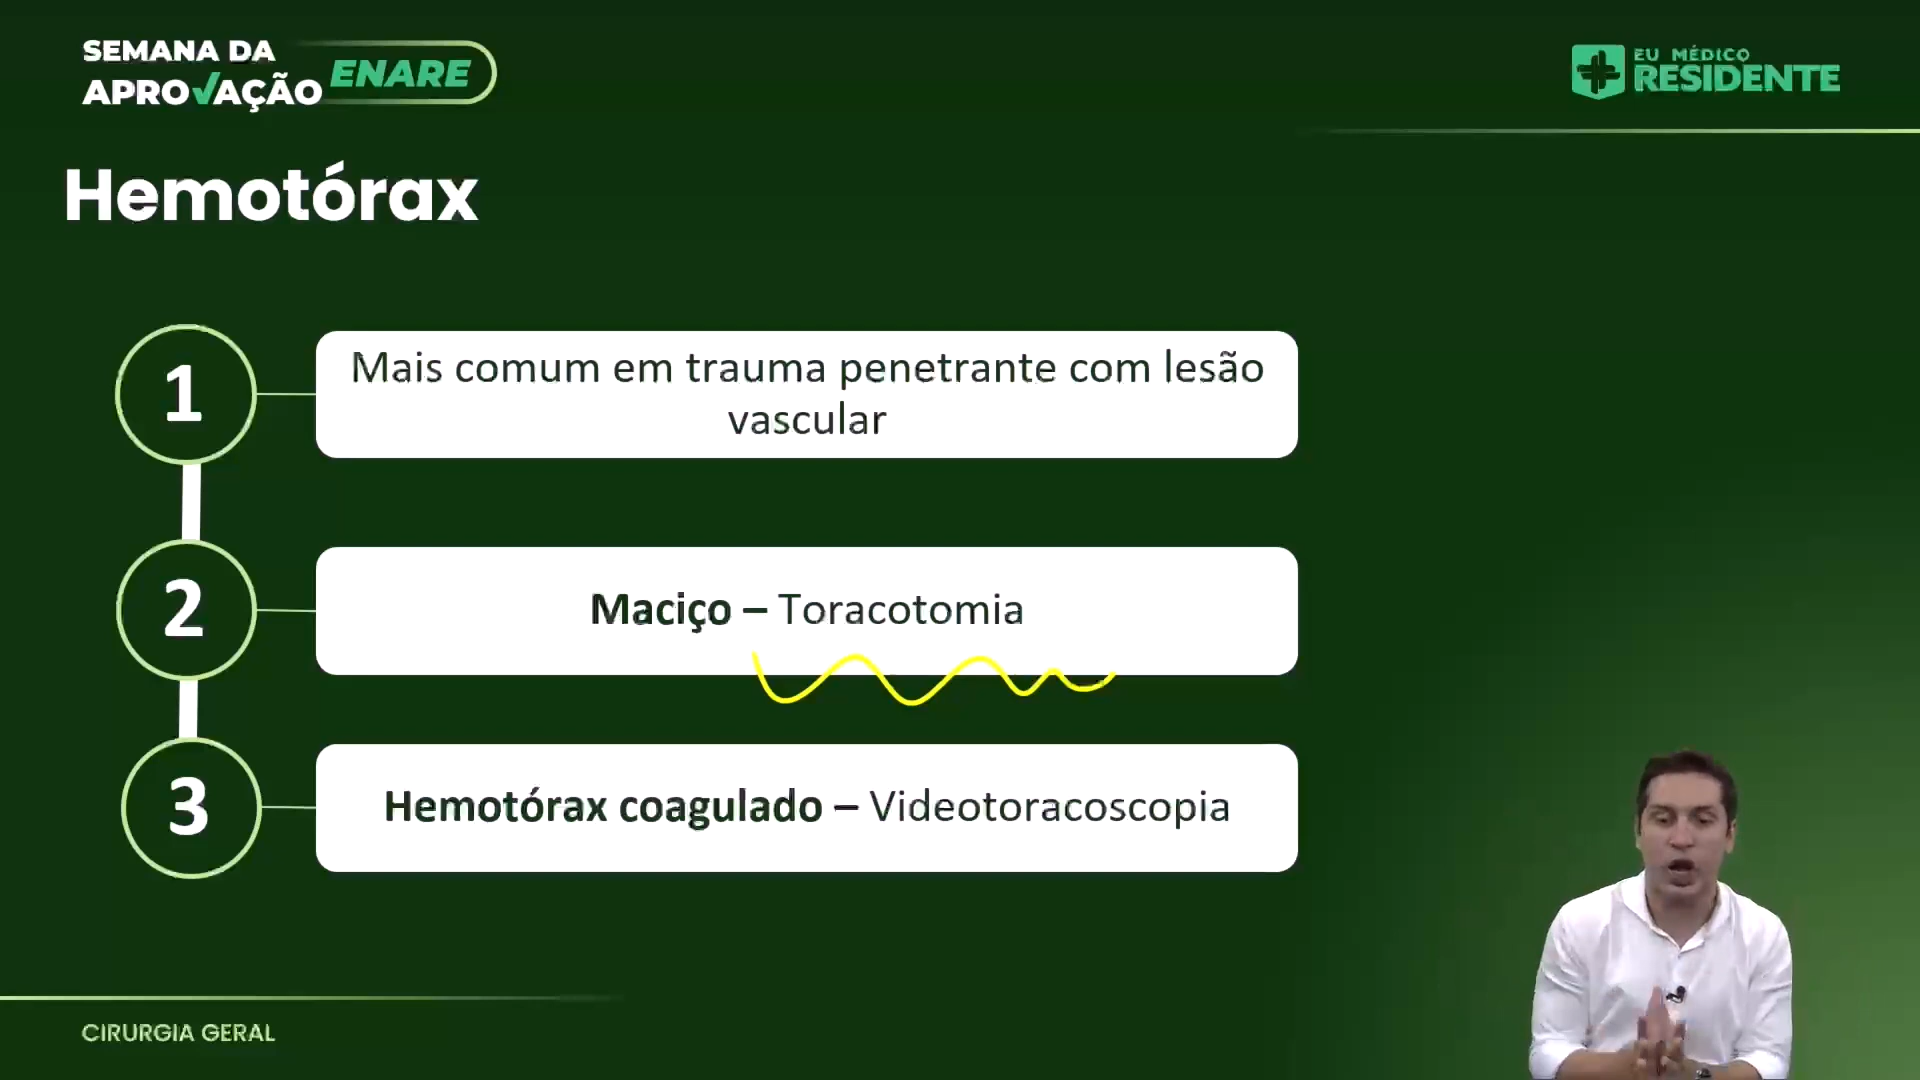 SEMANA DA
APROVAÇÃO ENARE
EU MÉDICO
RESIDENTE
Hemotórax
1
Mais comum em trauma penetrante com lesão
vascular
2
Maciço – Toracotomia
3
Hemotórax coagulado – Videotoracoscopia
CIRURGIA GERAL